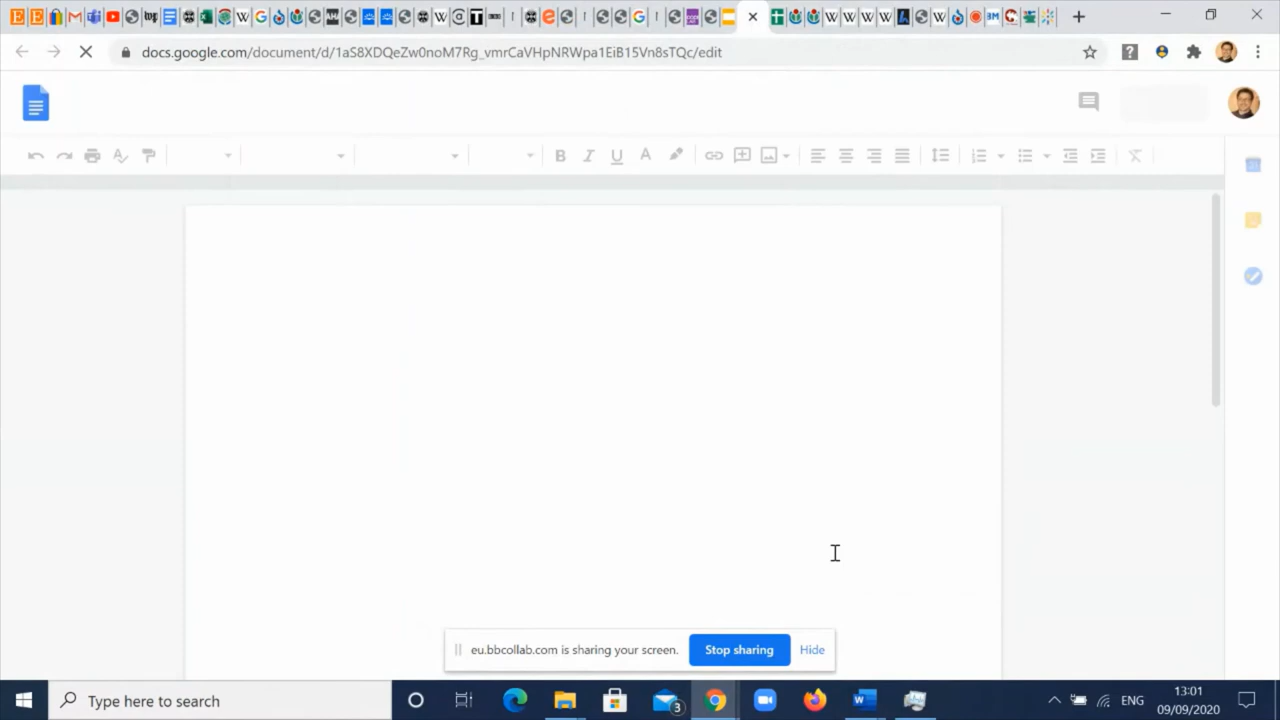 docs.google.com/document/d/1aS8XDQeZw0noM7Rg_vmrCaVHpNRWpa1EiB15Vn8sTQc/edit
B I U A
eu.bbcollab.com is sharing your screen. Stop sharing Hide
Type here to search
3
ENG
13:01
09/09/2020